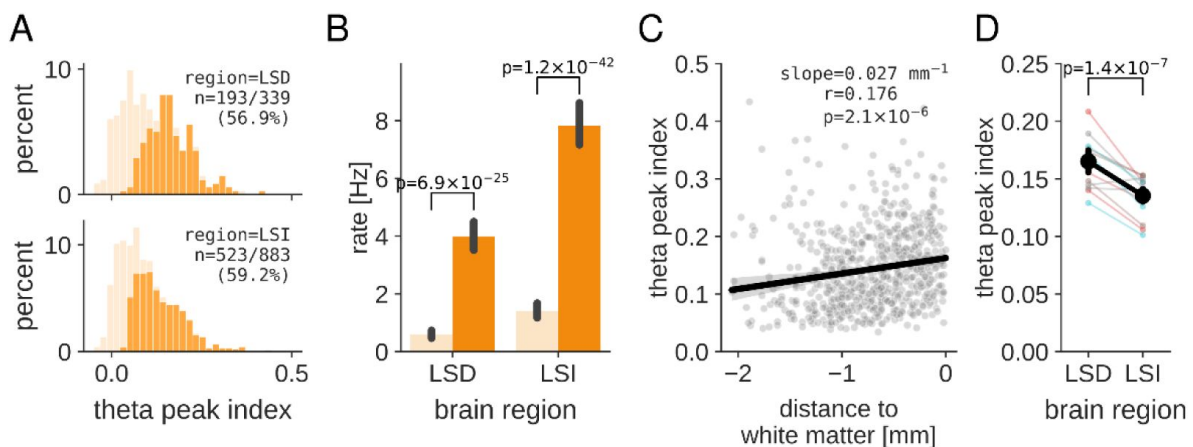 A
percent
10
0
region=LSD
n=193/339
(56.9%)
percent
10
0
region=LSI
n=523/883
(59.2%)
0.0
0.5
theta peak index
B
rate [Hz]
8
6
4
2
0
p=6.9×10⁻²⁵
p=1.2×10⁻⁴²
LSD
LSI
brain region
C
theta peak index
0.5
0.4
0.3
0.2
0.1
0.0
slope=0.027 mm⁻¹
r=0.176
p=2.1×10⁻⁶
−2
−1
0
distance to
white matter [mm]
D
theta peak index
0.25
0.20
0.15
0.10
0.05
0.00
p=1.4×10⁻⁷
LSD
LSI
brain region